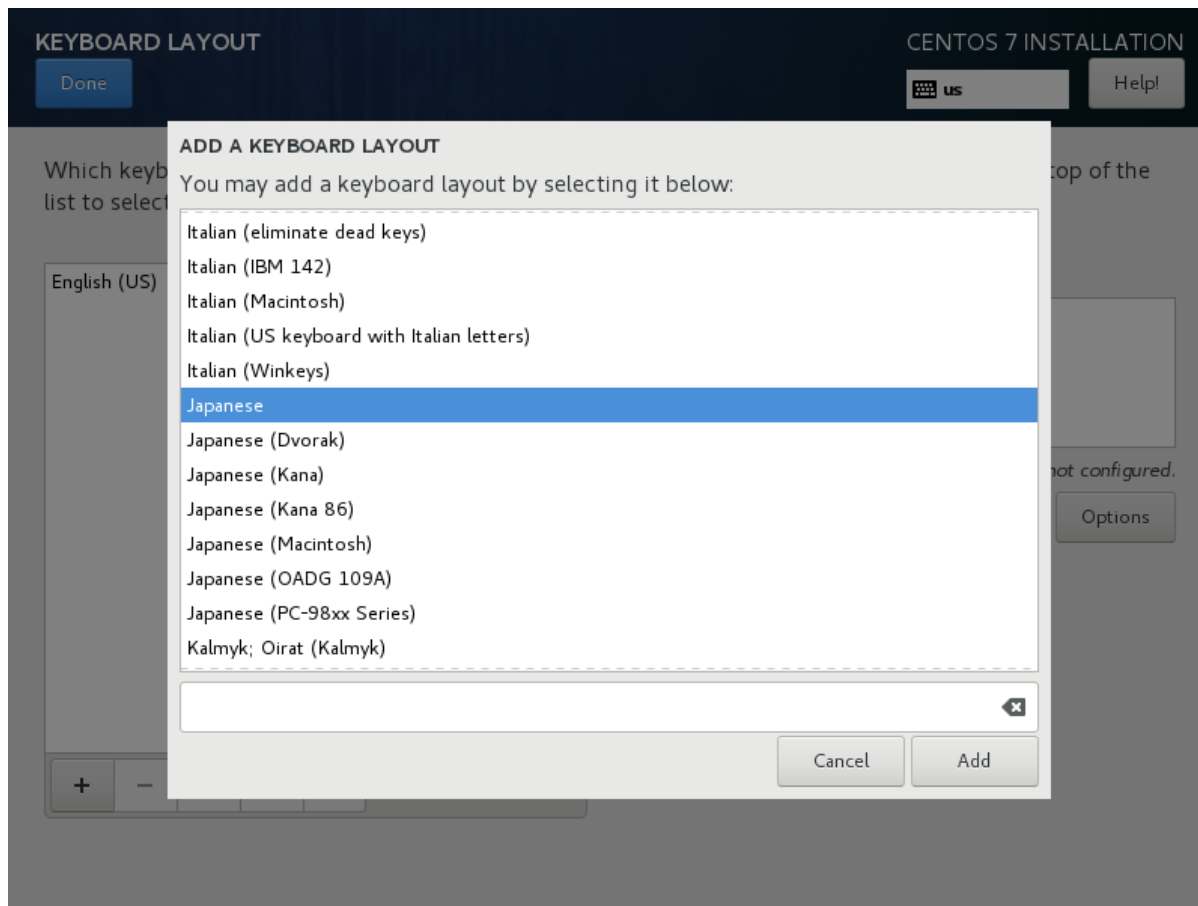 KEYBOARD LAYOUT
CENTOS 7 INSTALLATION
Done
us
Help!
ADD A KEYBOARD LAYOUT
You may add a keyboard layout by selecting it below:
Which keyb
top of the
list to select
English (US)
Italian (eliminate dead keys)
Italian (IBM 142)
Italian (Macintosh)
Italian (US keyboard with Italian letters)
Italian (Winkeys)
Japanese
Japanese (Dvorak)
Japanese (Kana)
Japanese (Kana 86)
Japanese (Macintosh)
Japanese (OADG 109A)
Japanese (PC-98xx Series)
Kalmyk; Oirat (Kalmyk)
not configured.
Options
Cancel
Add
+
−